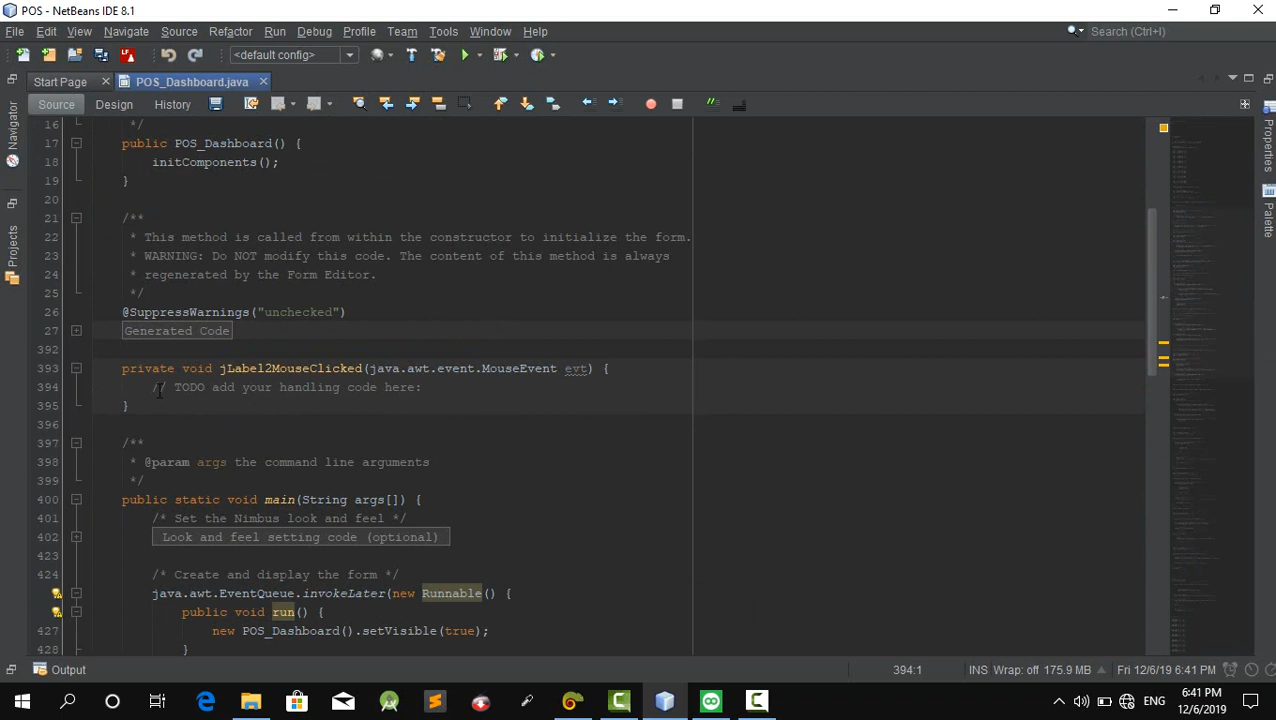 POS - NetBeans IDE 8.1
File Edit View Navigate Source Refactor Run Debug Profile Team Tools Window Help
Search (Ctrl+I)
<default config>
Start Page POS_Dashboard.java
Source Design History
Navigator
Projects
Properties
Palette
16 */
17 public POS_Dashboard() {
18 initComponents();
19 }
20
21 /**
22 * This method is called from within the constructor to initialize the form.
23 * WARNING: Do NOT modify this code. The content of this method is always
24 * regenerated by the Form Editor.
25 */
26 @SuppressWarnings("unchecked")
27 Generated Code
392
393 private void jLabel2MouseClicked(java.awt.event.MouseEvent evt) {
394 // TODO add your handling code here:
395 }
396
397 /**
398 * @param args the command line arguments
399 */
400 public static void main(String args[]) {
401 /* Set the Nimbus look and feel */
402 Look and feel setting code (optional)
423
424 /* Create and display the form */
java.awt.EventQueue.invokeLater(new Runnable() {
public void run() {
427 new POS_Dashboard().setVisible(true);
428 }
Output
394:1 INS Wrap: off 175.9 MB Fri 12/6/19 6:41 PM
ENG
6:41 PM
12/6/2019